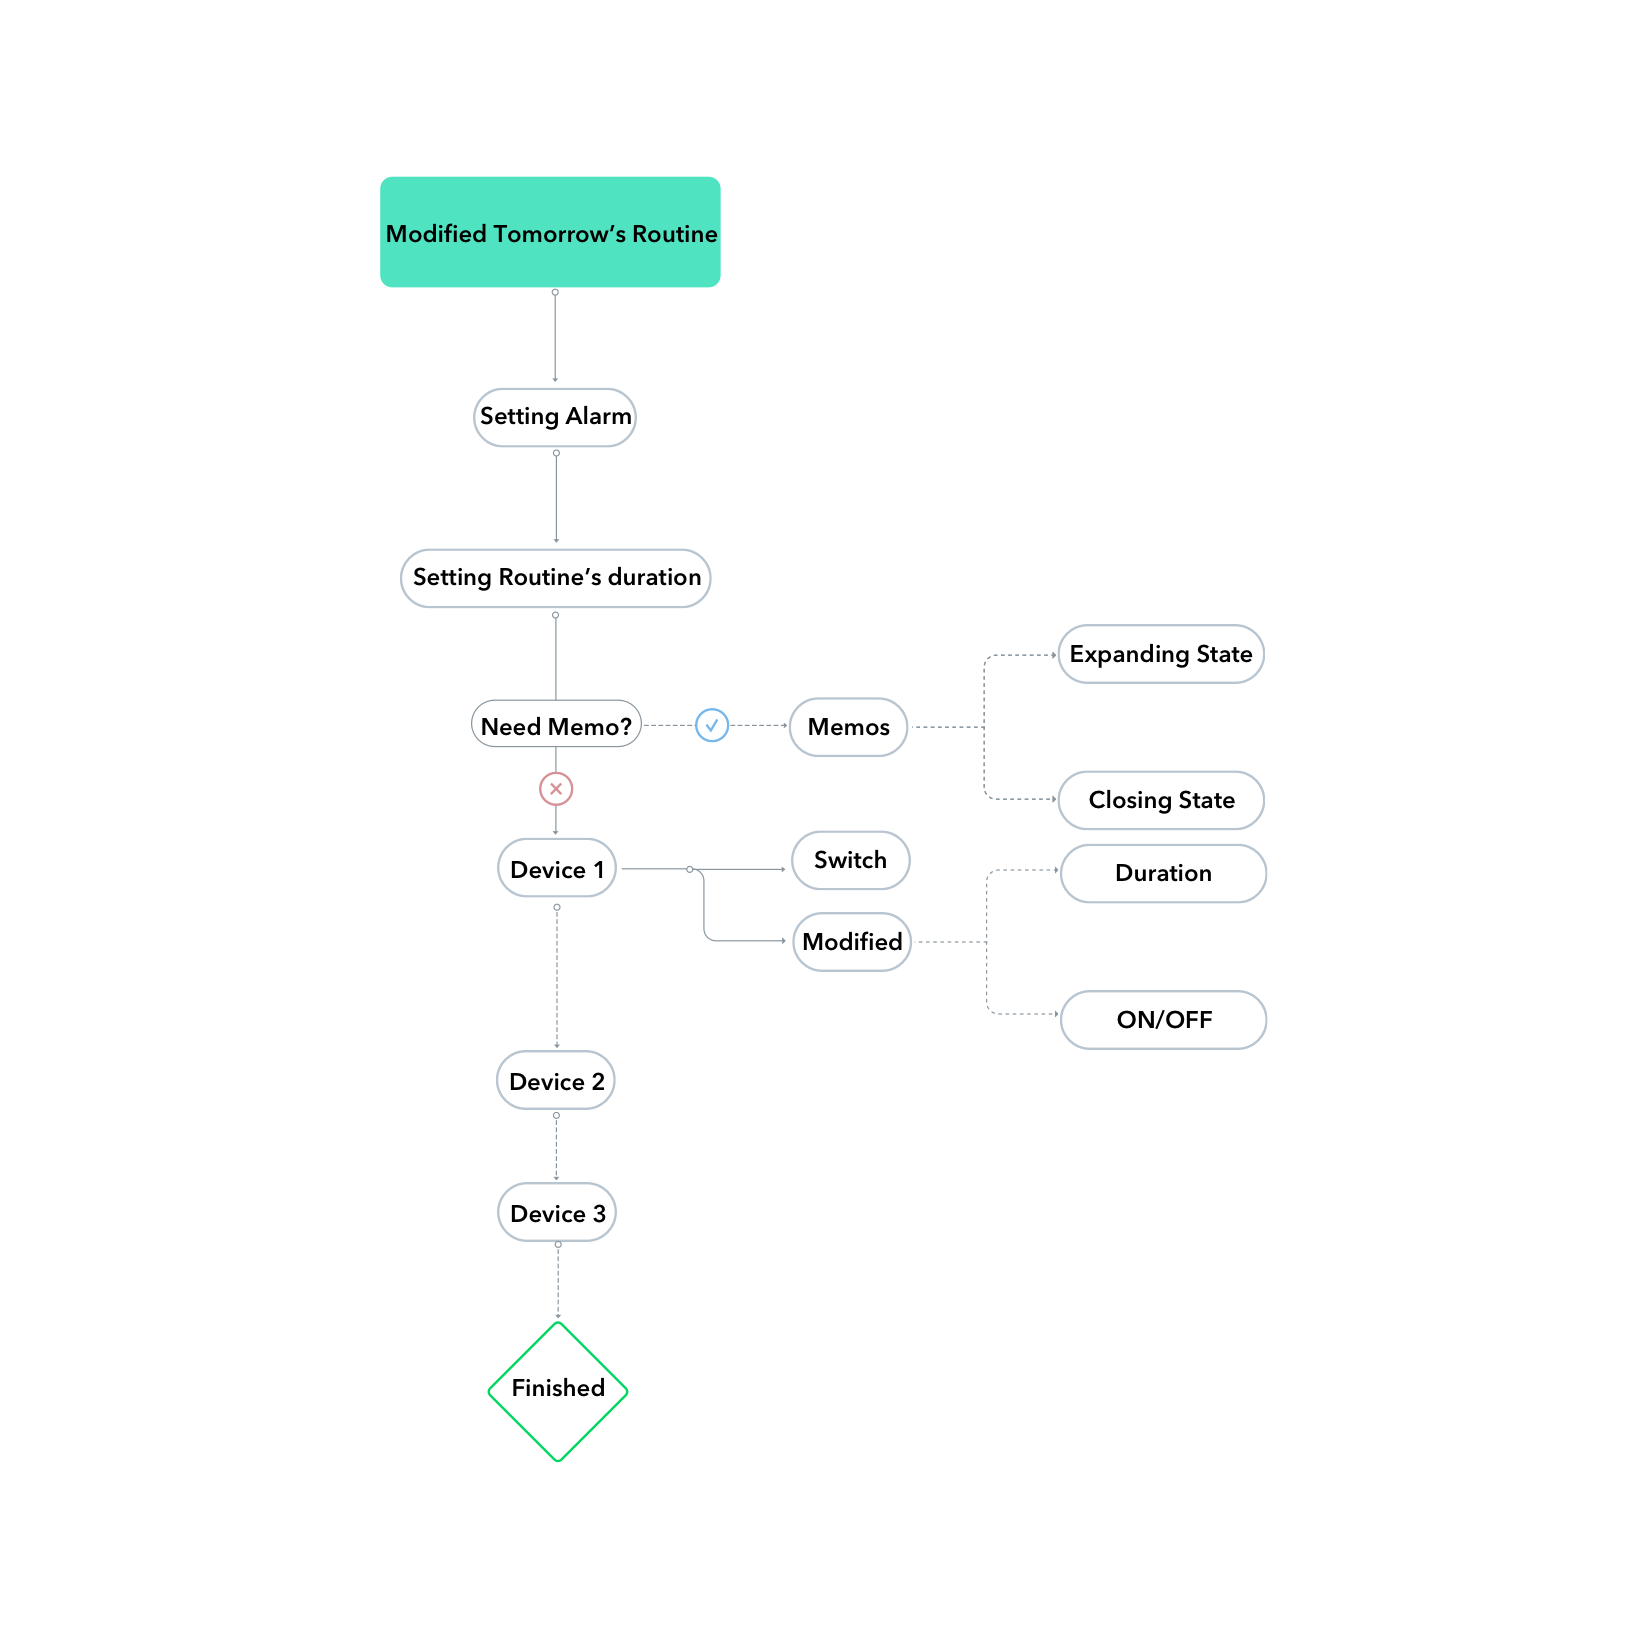 Modified Tomorrow’s Routine
Setting Alarm
Setting Routine’s duration
Need Memo?
Memos
Expanding State
Closing State
Device 1
Switch
Modified
Duration
ON/OFF
Device 2
Device 3
Finished